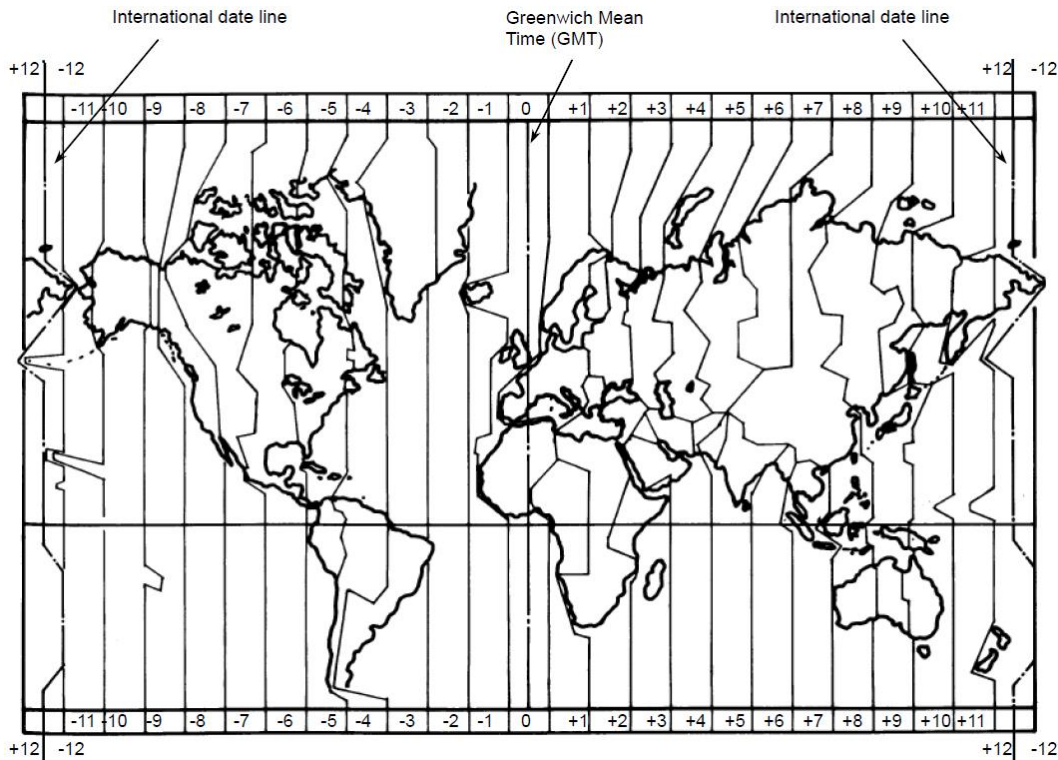 International date line
Greenwich Mean
Time (GMT)
International date line
+12 -12 +12 -12
-11 -10 -9 -8 -7 -6 -5 -4 -3 -2 -1 0 +1 +2 +3 +4 +5 +6 +7 +8 +9 +10 +11
-11 -10 -9 -8 -7 -6 -5 -4 -3 -2 -1 0 +1 +2 +3 +4 +5 +6 +7 +8 +9 +10 +11
+12 -12 +12 -12